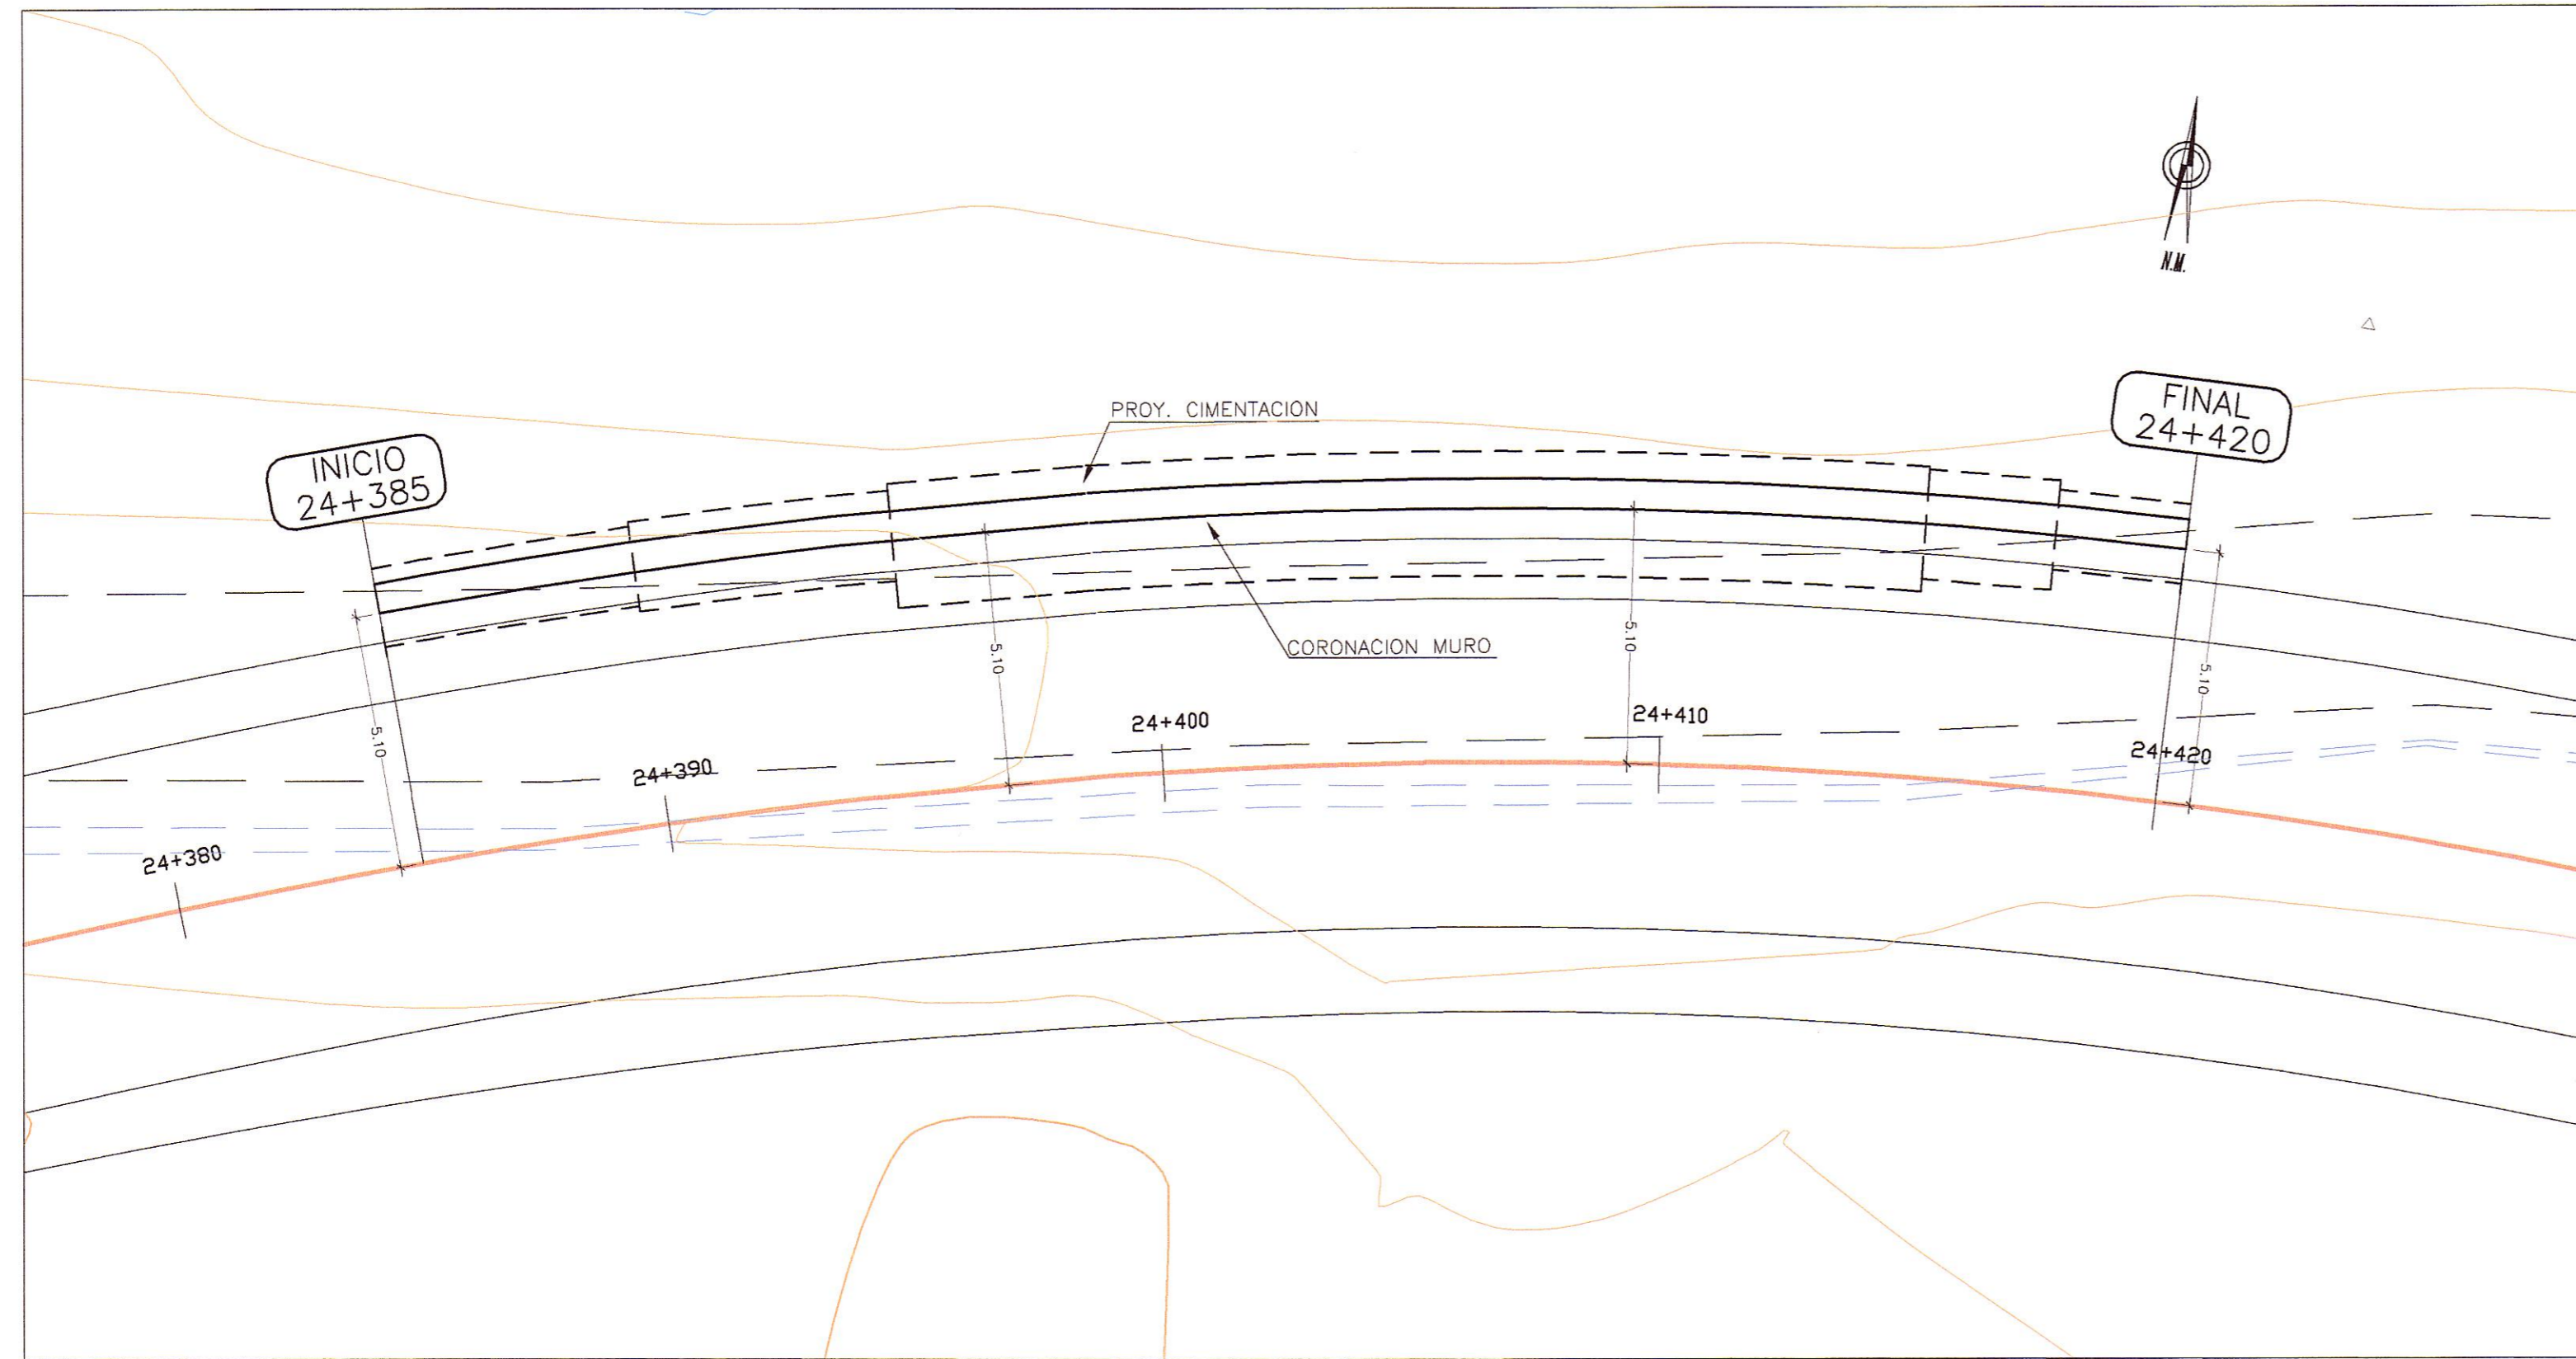 N.M.
PROY. CIMENTACION
FINAL
24+420
INICIO
24+385
CORONACION MURO
5.10
5.10
5.10
5.10
24+400
24+410
24+420
24+390
24+380